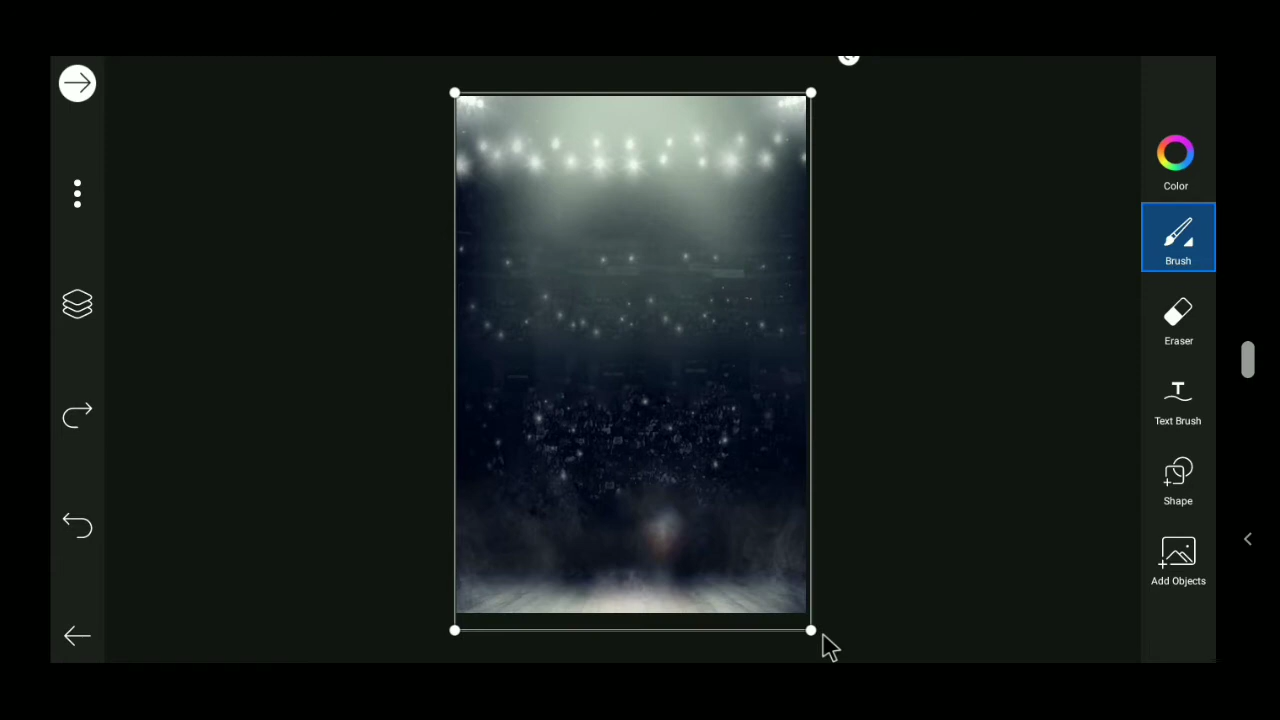 Color
Brush
Eraser
Text Brush
Shape
Add Objects